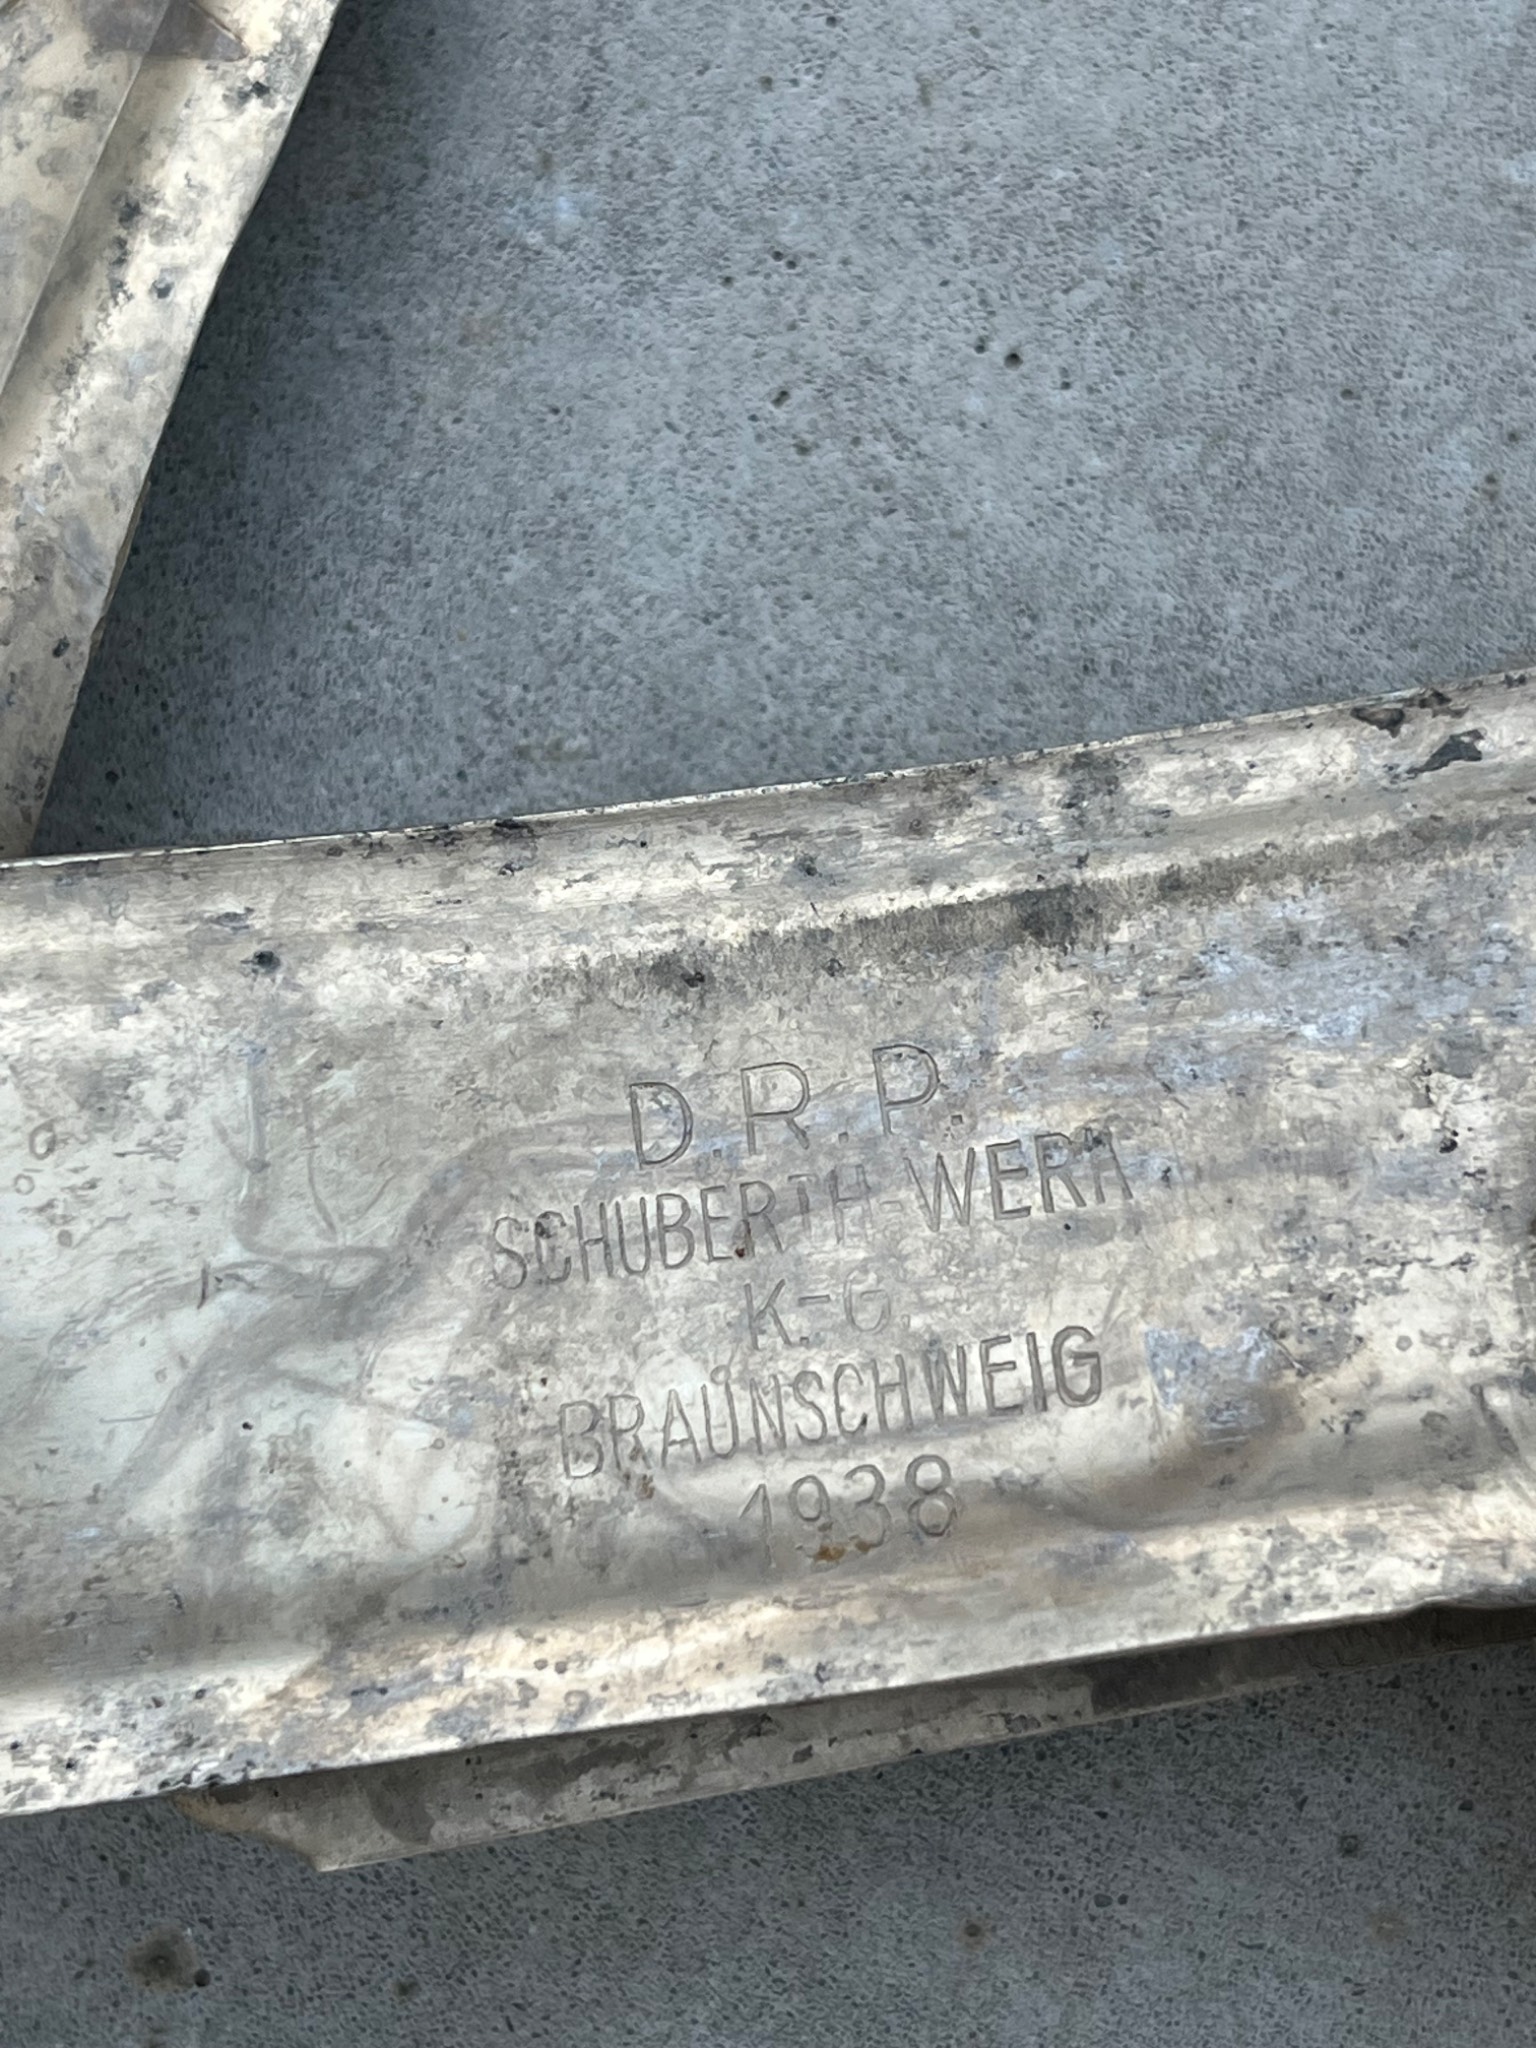 D.R.P.
SCHUBERTH-WERK
K.-G.
BRAUNSCHWEIG
1938